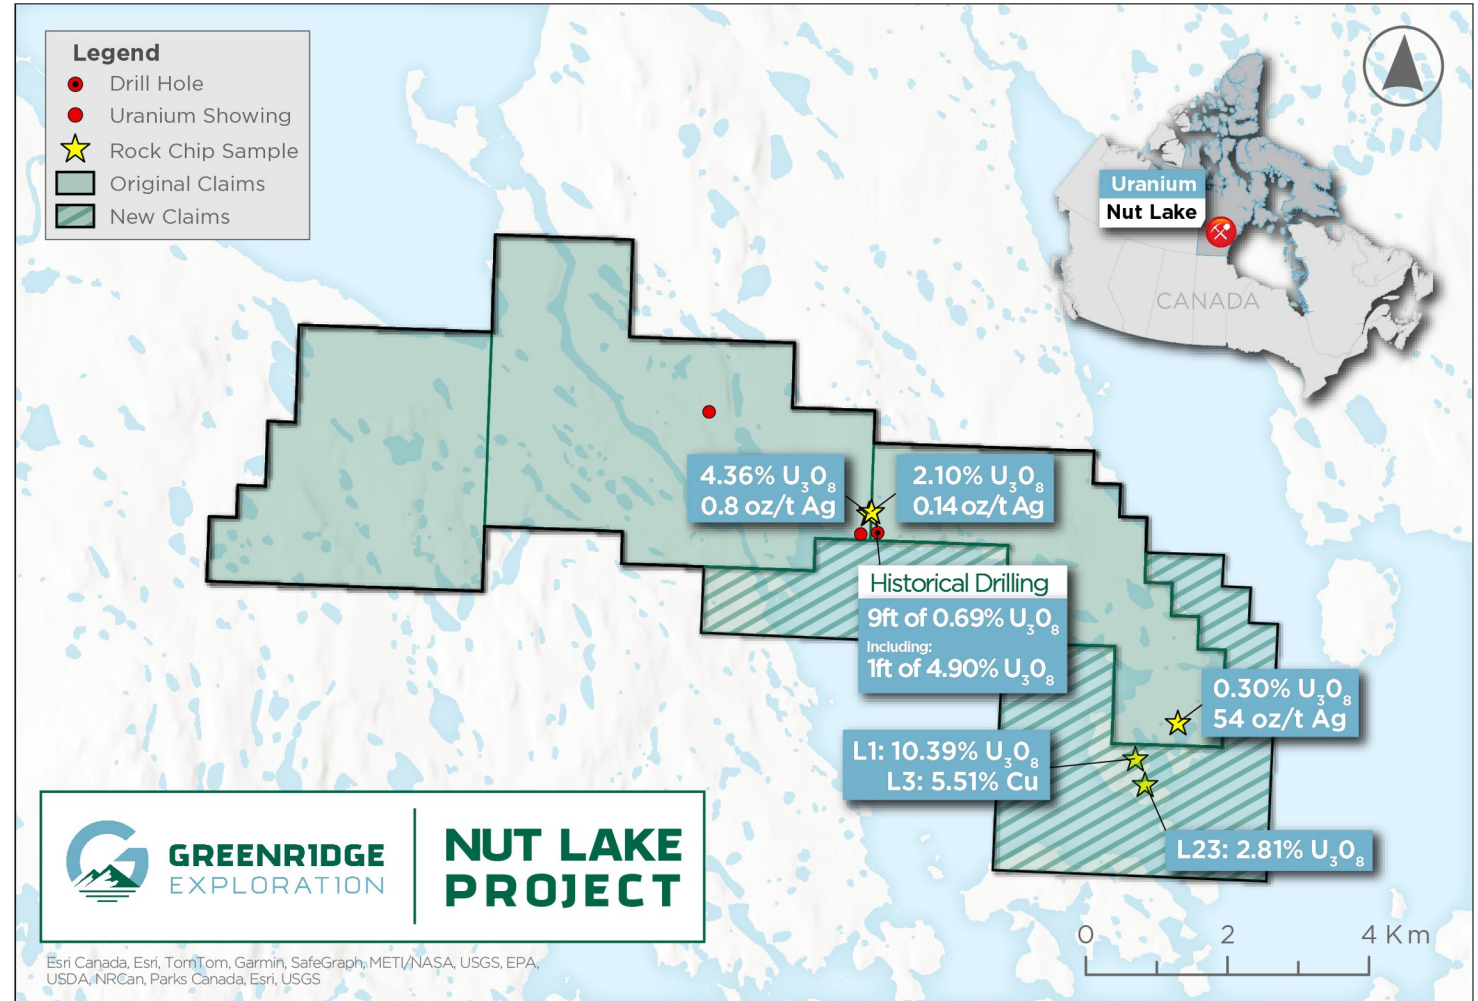 Legend
Drill Hole
Uranium Showing
Rock Chip Sample
Original Claims
New Claims
Uranium
Nut Lake
CANADA
4.36% U₃O₈
0.8 oz/t Ag
2.10% U₃O₈
0.14 oz/t Ag
Historical Drilling
9ft of 0.69% U₃O₈
Including:
1ft of 4.90% U₃O₈
0.30% U₃O₈
54 oz/t Ag
L1: 10.39% U₃O₈
L3: 5.51% Cu
L23: 2.81% U₃O₈
GREENRIDGE
EXPLORATION
NUT LAKE
PROJECT
0 2 4 Km
Esri Canada, Esri, TomTom, Garmin, SafeGraph, METI/NASA, USGS, EPA,
USDA, NRCan, Parks Canada, Esri, USGS